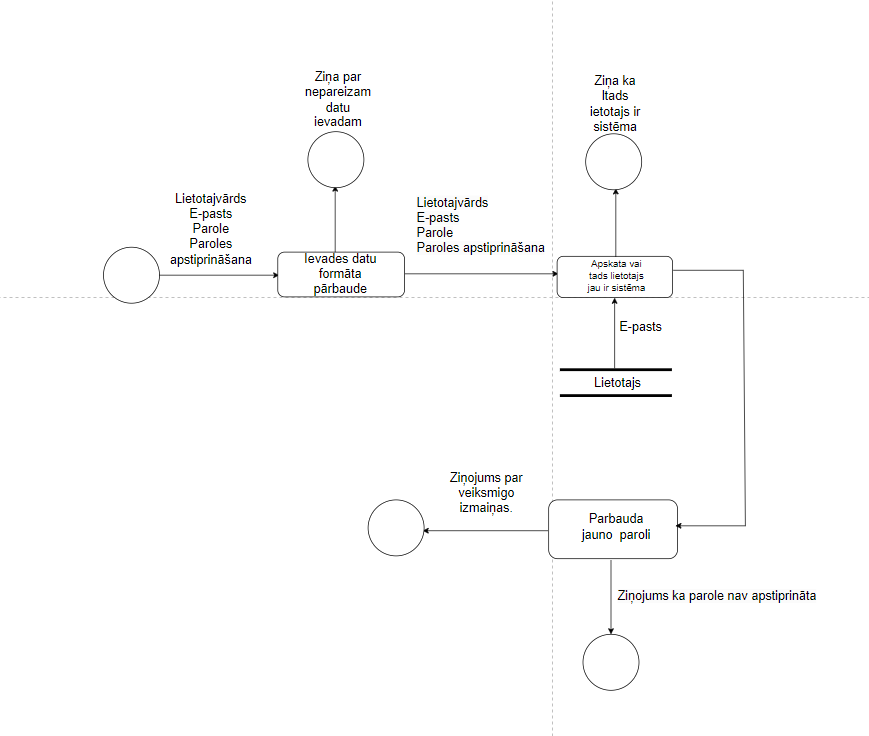 Ziņa par
nepareizam
datu
ievadam
Ziņa ka
ltads
ietotajs ir
sistēma
Lietotajvārds
E-pasts
Parole
Paroles
apstiprināšana
Lietotajvārds
E-pasts
Parole
Paroles apstiprināšana
Ievades datu
formāta
pārbaude
Apskata vai
tads lietotajs
jau ir sistēma
E-pasts
Lietotajs
Ziņojums par
veiksmigo
izmaiņas.
Parbauda
jauno paroli
Ziņojums ka parole nav apstiprināta